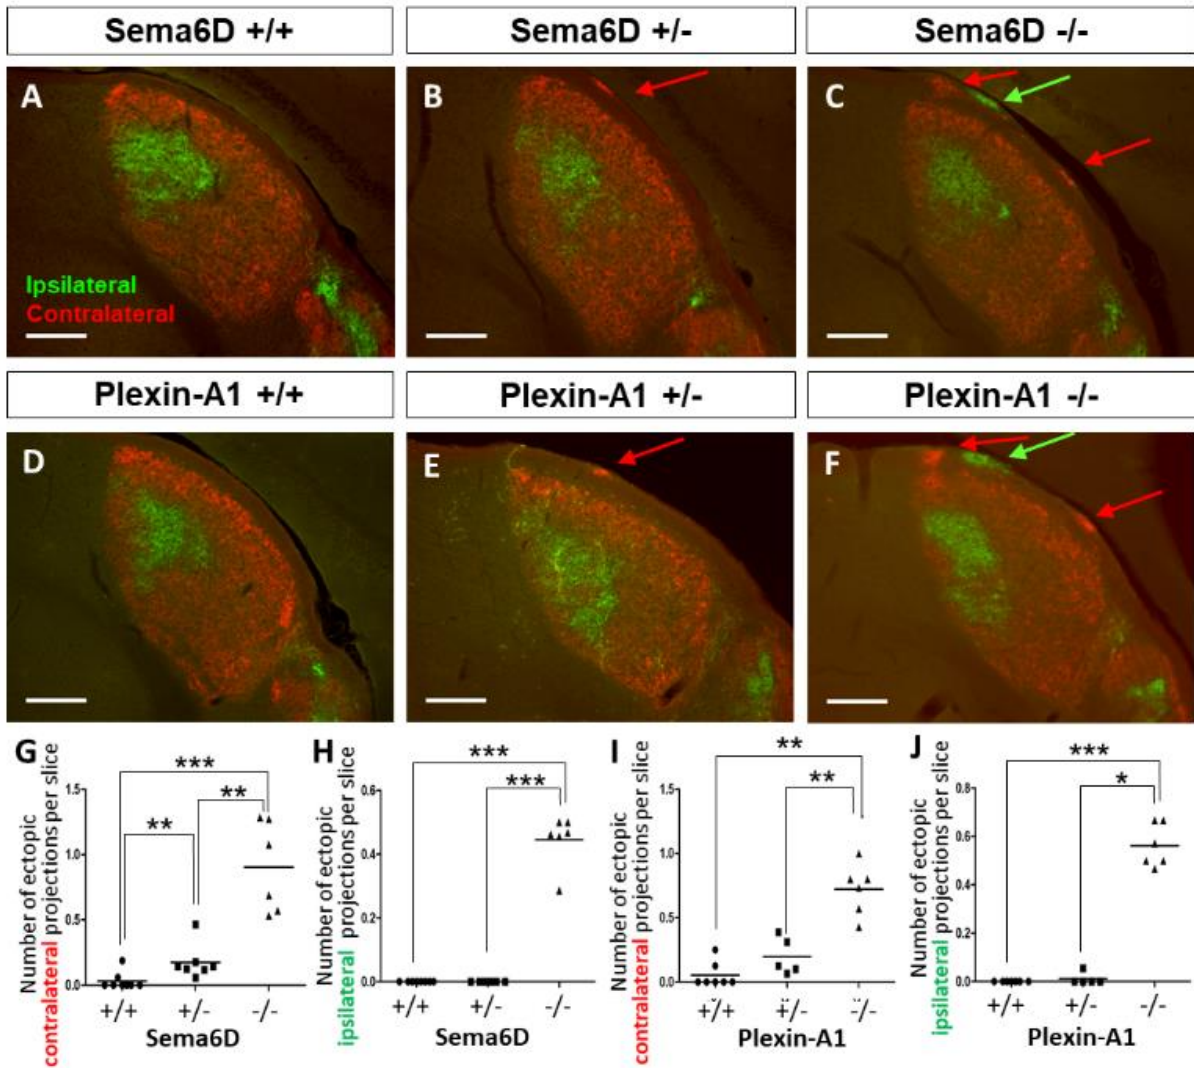 Sema6D +/+
Sema6D +/-
Sema6D -/-
A
B
C
Ipsilateral
Contralateral
Plexin-A1 +/+
Plexin-A1 +/-
Plexin-A1 -/-
D
E
F
G
Number of ectopic
contralateral projections per slice
***
**
**
1.5
1.0
0.5
0.0
+/+
+/-
-/-
Sema6D
H
Number of ectopic
ipsilateral projections per slice
***
***
0.6
0.4
0.2
0.0
+/+
+/-
-/-
Sema6D
I
Number of ectopic
contralateral projections per slice
**
**
1.5
1.0
0.5
0.0
+/+
+/-
-/-
Plexin-A1
J
Number of ectopic
ipsilateral projections per slice
***
*
0.8
0.6
0.4
0.2
0.0
+/+
+/-
-/-
Plexin-A1